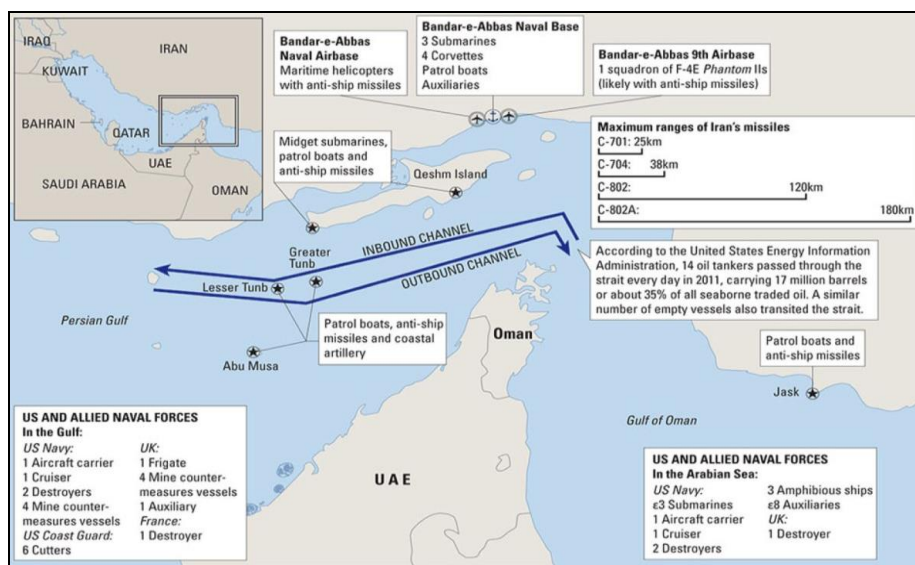 IRAQ
IRAN
KUWAIT
BAHRAIN
QATAR
UAE
SAUDI ARABIA
OMAN
Bandar-e-Abbas
Naval Airbase
Maritime helicopters
with anti-ship missiles
Bandar-e-Abbas Naval Base
3 Submarines
4 Corvettes
Patrol boats
Auxiliaries
Bandar-e-Abbas 9th Airbase
1 squadron of F-4E Phantom IIs
(likely with anti-ship missiles)
Midget submarines,
patrol boats and
anti-ship missiles
Qeshm Island
Maximum ranges of Iran's missiles
C-701: 25km
C-704: 38km
C-802: 120km
C-802A: 180km
INBOUND CHANNEL
OUTBOUND CHANNEL
Greater
Tunb
Lesser Tunb
According to the United States Energy Information
Administration, 14 oil tankers passed through the
strait every day in 2011, carrying 17 million barrels
or about 35% of all seaborne traded oil. A similar
number of empty vessels also transited the strait.
Persian Gulf
Patrol boats, anti-ship
missiles and coastal
artillery
Abu Musa
Oman
Patrol boats and
anti-ship missiles
Jask
Gulf of Oman
UAE
US AND ALLIED NAVAL FORCES
In the Gulf:
US Navy:
1 Aircraft carrier
1 Cruiser
2 Destroyers
4 Mine counter-
measures vessels
US Coast Guard:
6 Cutters
UK:
1 Frigate
4 Mine counter-
measures vessels
1 Auxiliary
France:
1 Destroyer
US AND ALLIED NAVAL FORCES
In the Arabian Sea:
US Navy:
ε3 Submarines
1 Aircraft carrier
1 Cruiser
2 Destroyers
3 Amphibious ships
ε8 Auxiliaries
UK:
1 Destroyer